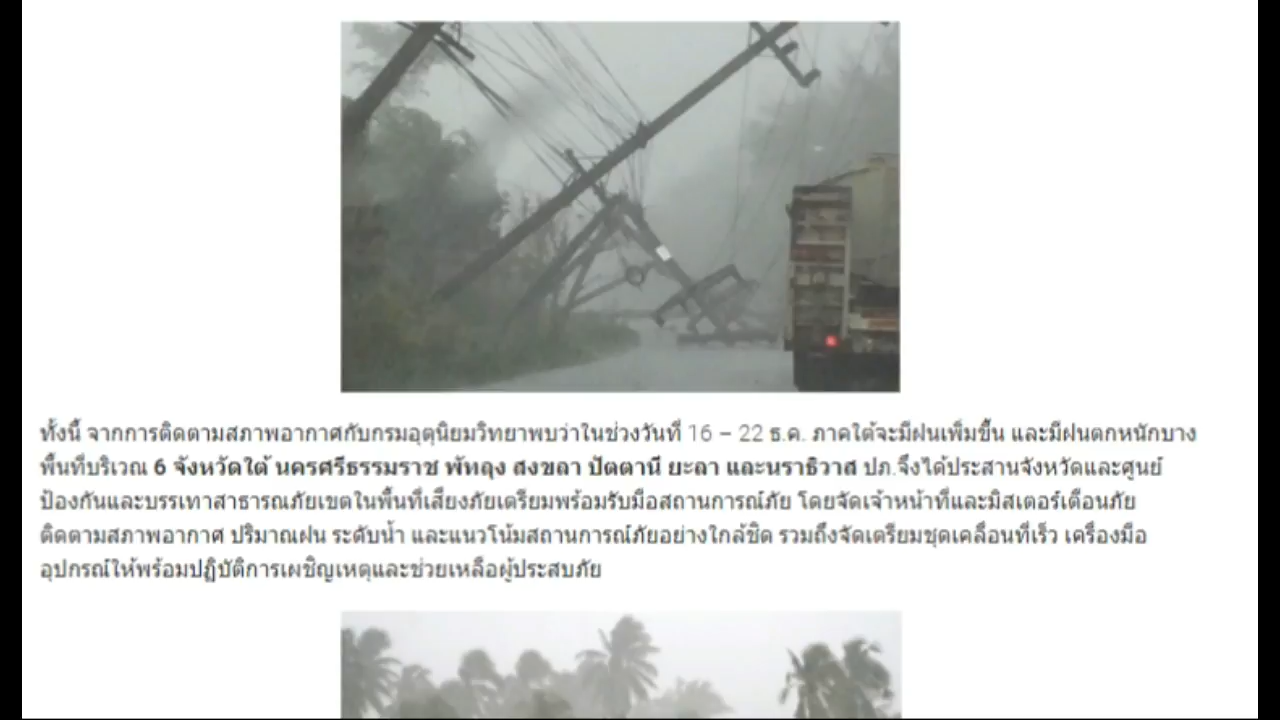 ทั้งนี้ จากการติดตามสภาพอากาศกับกรมอุตุนิยมวิทยาพบว่าในช่วงวันที่ 16 – 22 ธ.ค. ภาคใต้จะมีฝนเพิ่มขึ้น และมีฝนตกหนักบาง
พื้นที่บริเวณ 6 จังหวัดใต้ นครศรีธรรมราช พัทลุง สงขลา ปัตตานี ยะลา และนราธิวาส ปภ.จึงได้ประสานจังหวัดและศูนย์
ป้องกันและบรรเทาสาธารณภัยเขตในพื้นที่เสี่ยงภัยเตรียมพร้อมรับมือสถานการณ์ภัย โดยจัดเจ้าหน้าที่และมิสเตอร์เตือนภัย
ติดตามสภาพอากาศ ปริมาณฝน ระดับน้ำ และแนวโน้มสถานการณ์ภัยอย่างใกล้ชิด รวมถึงจัดเตรียมชุดเคลื่อนที่เร็ว เครื่องมือ
อุปกรณ์ให้พร้อมปฏิบัติการเผชิญเหตุและช่วยเหลือผู้ประสบภัย